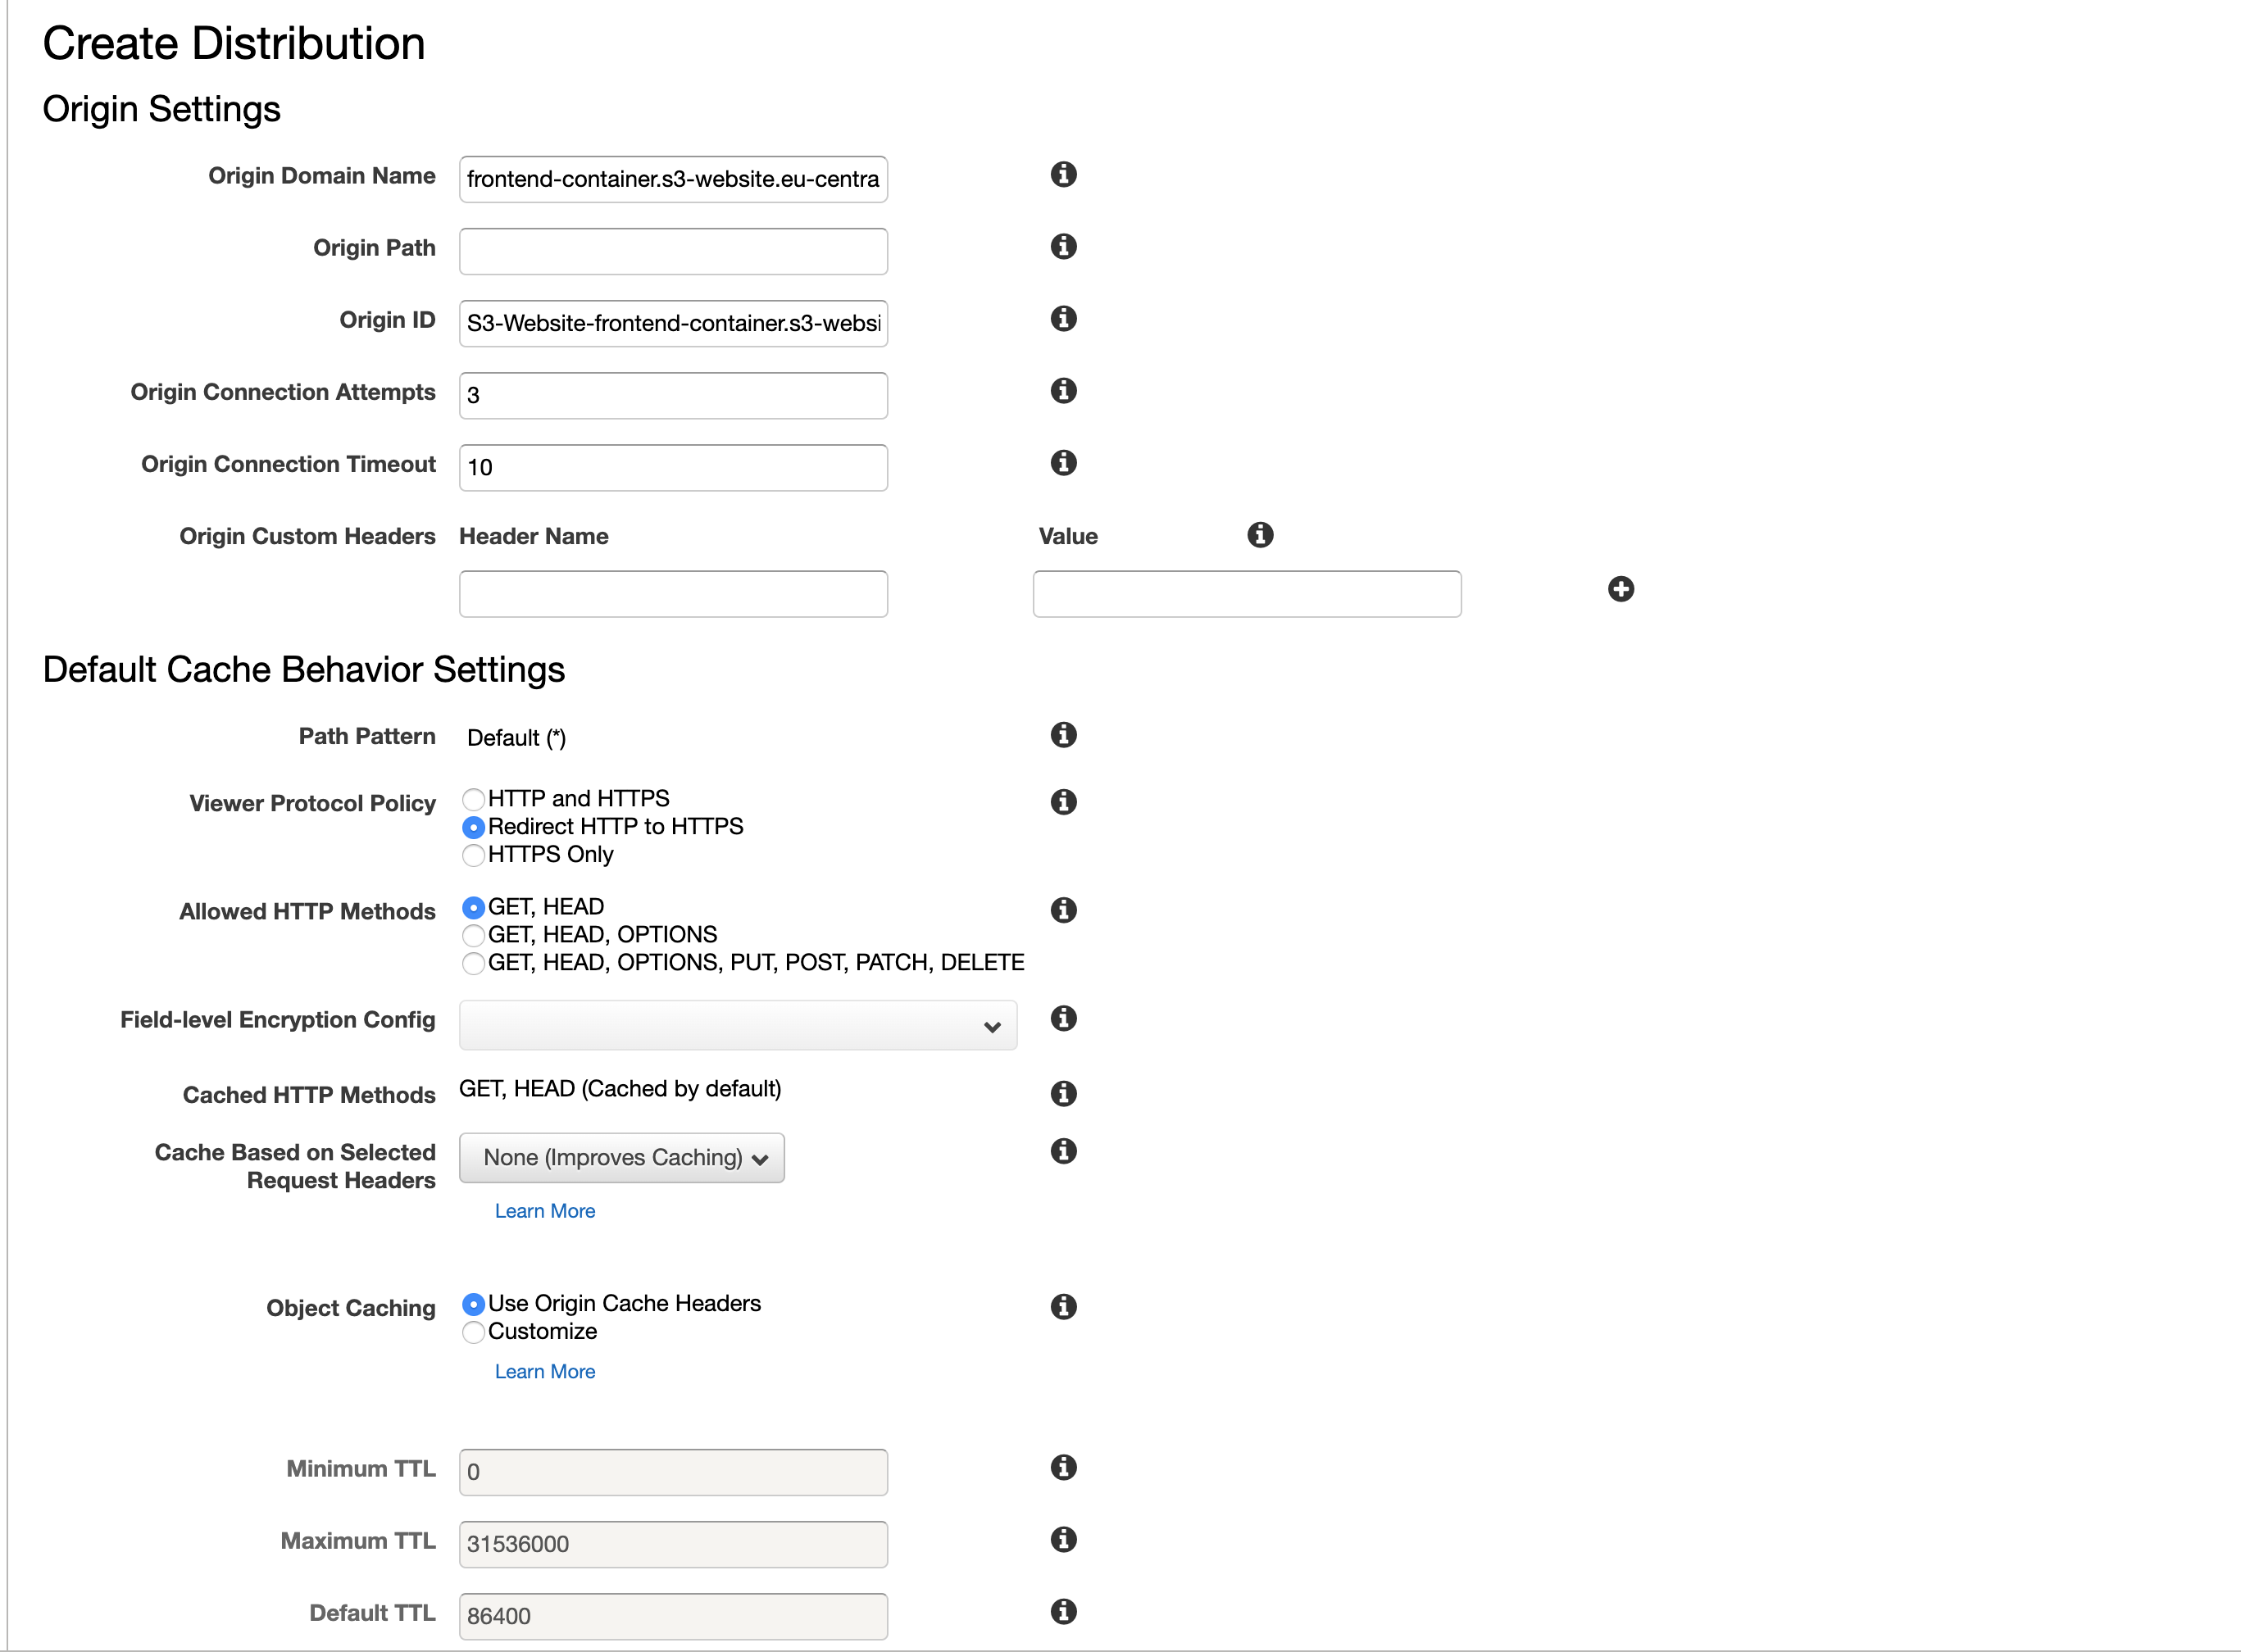 Create Distribution
Origin Settings
Origin Domain Name frontend-container.s3-website.eu-centra
Origin Path
Origin ID S3-Website-frontend-container.s3-websi
Origin Connection Attempts 3
Origin Connection Timeout 10
Origin Custom Headers Header Name Value
Default Cache Behavior Settings
Path Pattern Default (*)
Viewer Protocol Policy HTTP and HTTPS
Redirect HTTP to HTTPS
HTTPS Only
Allowed HTTP Methods GET, HEAD
GET, HEAD, OPTIONS
GET, HEAD, OPTIONS, PUT, POST, PATCH, DELETE
Field-level Encryption Config
Cached HTTP Methods GET, HEAD (Cached by default)
Cache Based on Selected None (Improves Caching)
Request Headers
Learn More
Object Caching Use Origin Cache Headers
Customize
Learn More
Minimum TTL 0
Maximum TTL 31536000
Default TTL 86400